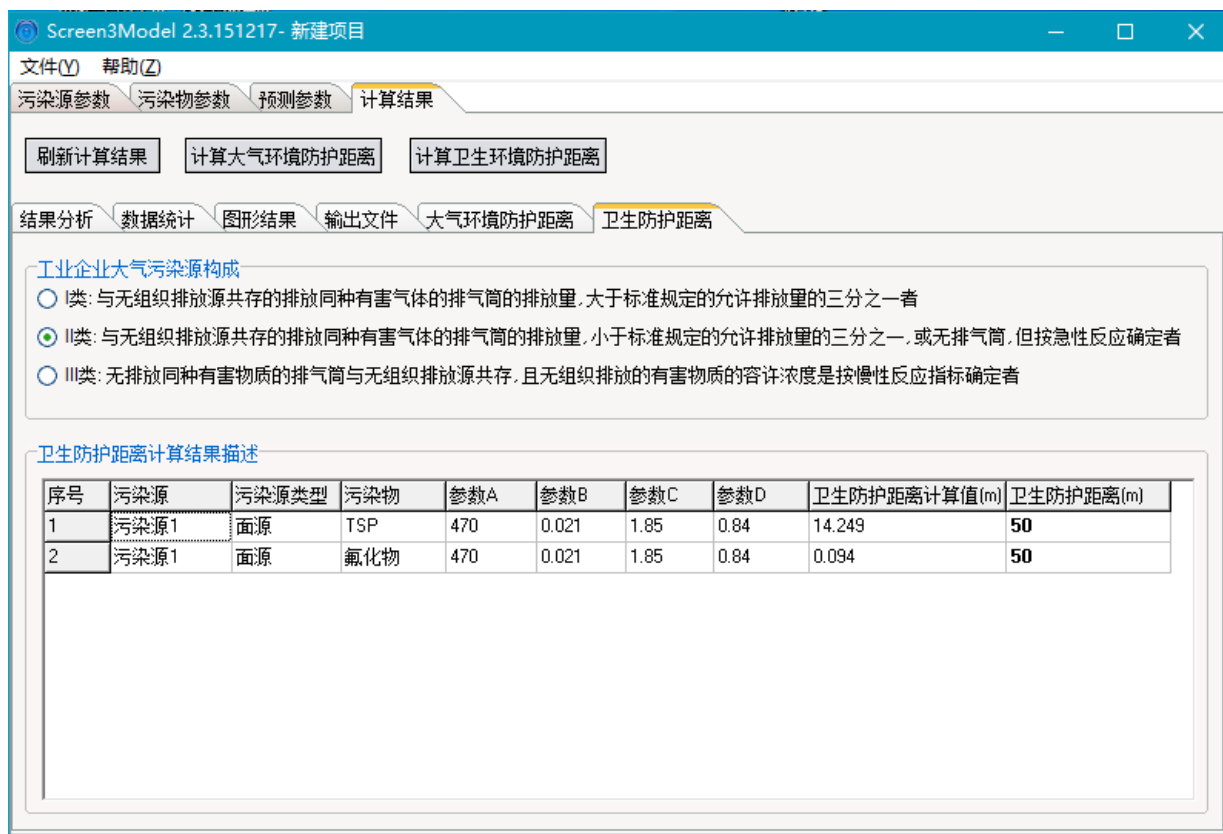 Screen3Model 2.3.151217- 新建项目
文件(Y) 帮助(Z)
污染源参数 污染物参数 预测参数 计算结果
刷新计算结果 计算大气环境防护距离 计算卫生环境防护距离
结果分析 数据统计 图形结果 输出文件 大气环境防护距离 卫生防护距离
工业企业大气污染源构成
I类: 与无组织排放源共存的排放同种有害气体的排气筒的排放量,大于标准规定的允许排放量的三分之一者
II类: 与无组织排放源共存的排放同种有害气体的排气筒的排放量,小于标准规定的允许排放量的三分之一,或无排气筒,但按急性反应确定者
III类: 无排放同种有害物质的排气筒与无组织排放源共存,且无组织排放的有害物质的容许浓度是按慢性反应指标确定者
卫生防护距离计算结果描述
序号 污染源 污染源类型 污染物 参数A 参数B 参数C 参数D 卫生防护距离计算值(m) 卫生防护距离(m)
1 污染源1 面源 TSP 470 0.021 1.85 0.84 14.249 50
2 污染源1 面源 氟化物 470 0.021 1.85 0.84 0.094 50